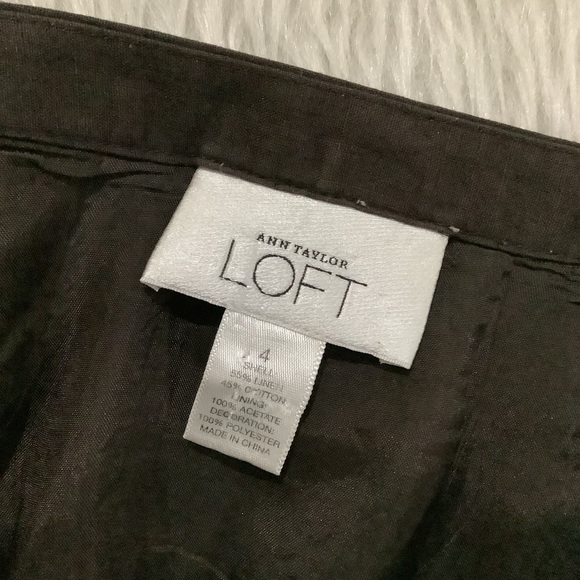 ANN TAYLOR
LOFT
4
SHELL:
55% LINEN
45% COTTON
LINING:
100% ACETATE
DECORATION:
100% POLYESTER
MADE IN CHINA